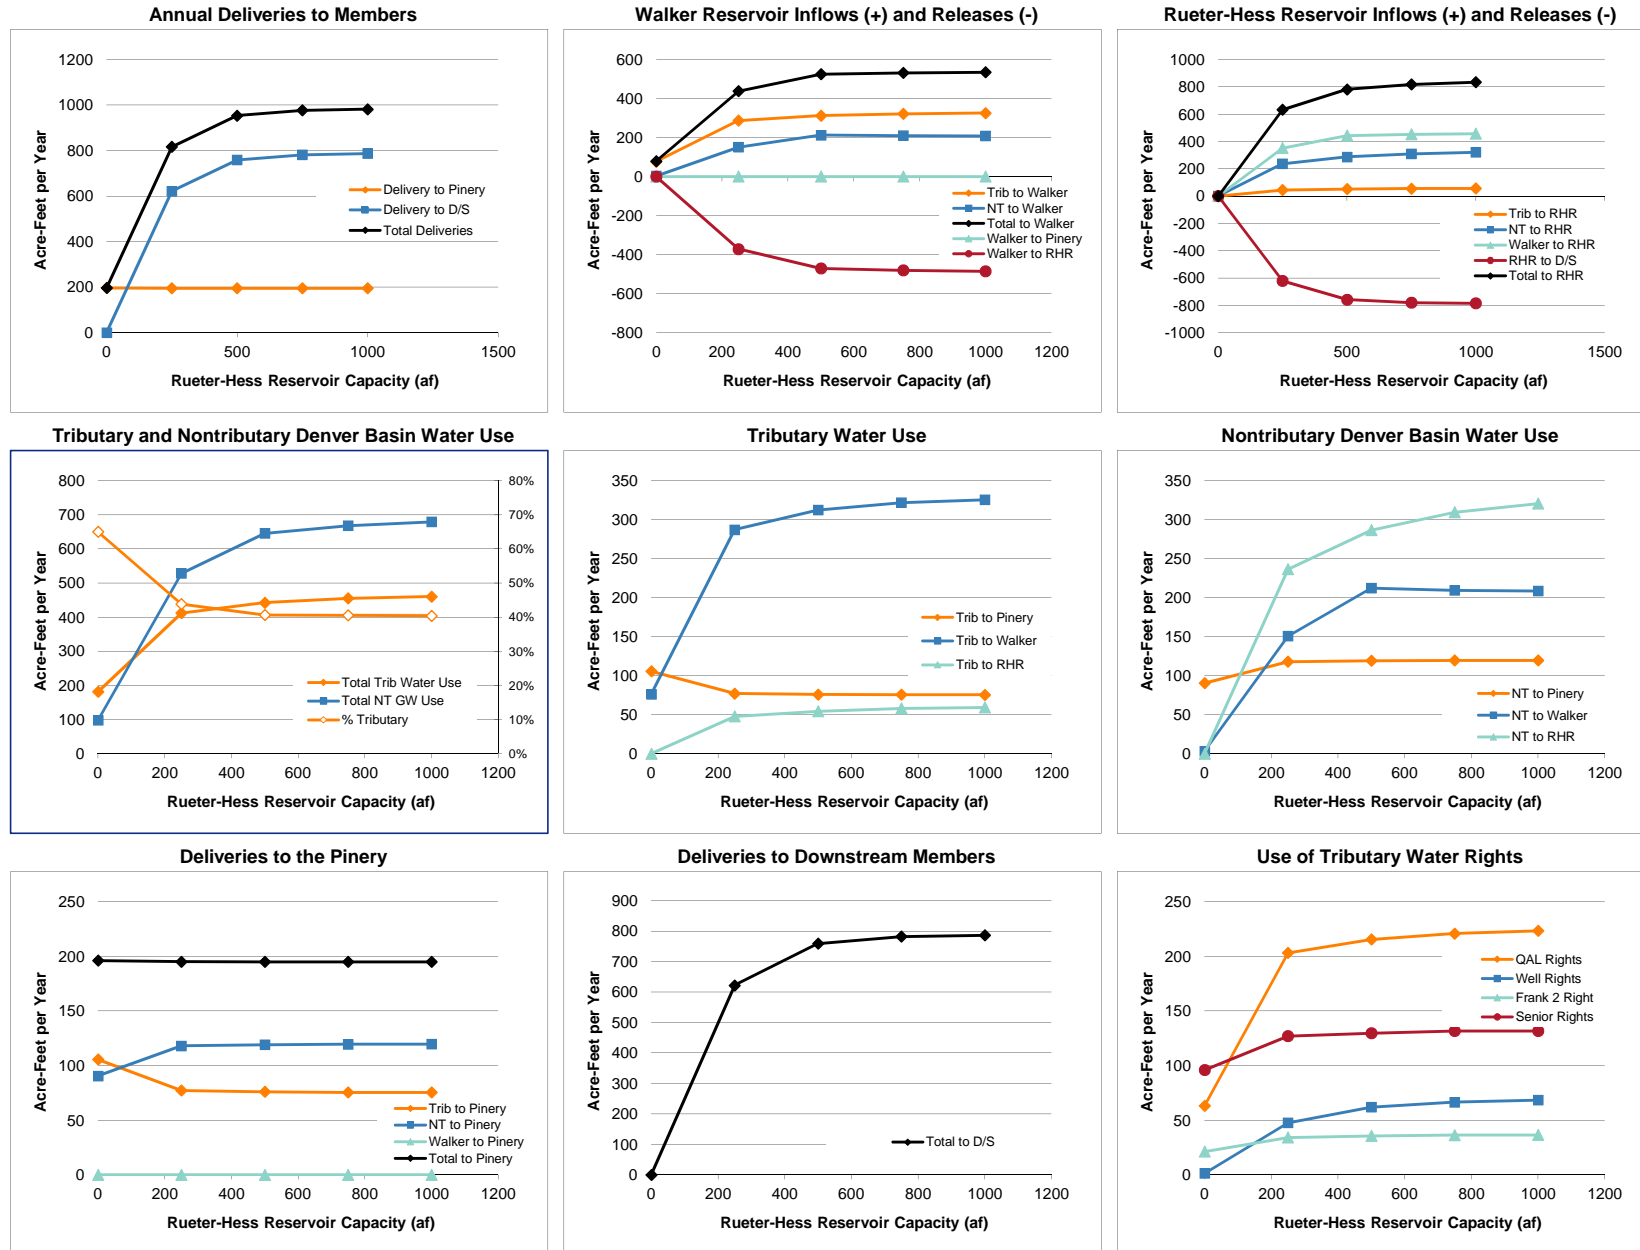 Annual Deliveries to Members
1200
1000
800
600
400
200
0
0 500 1000 1500
Acre-Feet per Year
Delivery to Pinery
Delivery to D/S
Total Deliveries
Rueter-Hess Reservoir Capacity (af)
Walker Reservoir Inflows (+) and Releases (-)
600
400
200
0
-200
-400
-600
-800
0 200 400 600 800 1000 1200
Acre-Feet per Year
Trib to Walker
NT to Walker
Total to Walker
Walker to Pinery
Walker to RHR
Rueter-Hess Reservoir Capacity (af)
Rueter-Hess Reservoir Inflows (+) and Releases (-)
1000
800
600
400
200
0
-200
-400
-600
-800
-1000
0 500 1000 1500
Acre-Feet per Year
Trib to RHR
NT to RHR
Walker to RHR
RHR to D/S
Total to RHR
Rueter-Hess Reservoir Capacity (af)
Tributary and Nontributary Denver Basin Water Use
800 80%
700 70%
600 60%
500 50%
400 40%
300 30%
200 20%
100 10%
0 0%
0 200 400 600 800 1000 1200
Acre-Feet per Year
Total Trib Water Use
Total NT GW Use
% Tributary
Rueter-Hess Reservoir Capacity (af)
Tributary Water Use
350
300
250
200
150
100
50
0
0 200 400 600 800 1000 1200
Acre-Feet per Year
Trib to Pinery
Trib to Walker
Trib to RHR
Rueter-Hess Reservoir Capacity (af)
Nontributary Denver Basin Water Use
350
300
250
200
150
100
50
0
0 200 400 600 800 1000 1200
Acre-Feet per Year
NT to Pinery
NT to Walker
NT to RHR
Rueter-Hess Reservoir Capacity (af)
Deliveries to the Pinery
250
200
150
100
50
0
0 200 400 600 800 1000 1200
Acre-Feet per Year
Trib to Pinery
NT to Pinery
Walker to Pinery
Total to Pinery
Rueter-Hess Reservoir Capacity (af)
Deliveries to Downstream Members
900
800
700
600
500
400
300
200
100
0
0 200 400 600 800 1000 1200
Acre-Feet per Year
Total to D/S
Rueter-Hess Reservoir Capacity (af)
Use of Tributary Water Rights
250
200
150
100
50
0
0 200 400 600 800 1000 1200
Acre-Feet per Year
QAL Rights
Well Rights
Frank 2 Right
Senior Rights
Rueter-Hess Reservoir Capacity (af)